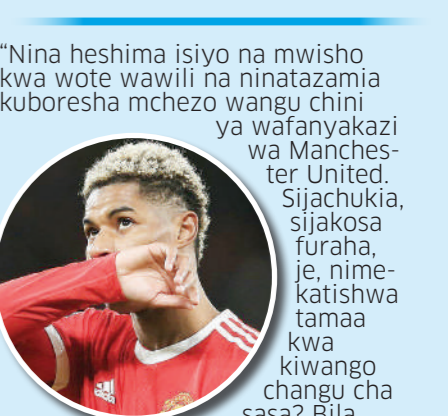 “Nina heshima isiyo na mwisho
kwa wote wawili na ninatazamia
kuboresha mchezo wangu chini
ya wafanyakazi
wa Manches-
ter United.
Sijachukia,
sijakosa
furaha,
je, nime-
katishwa
tamaa
kwa
kiwango
changu cha
sasa? Bila